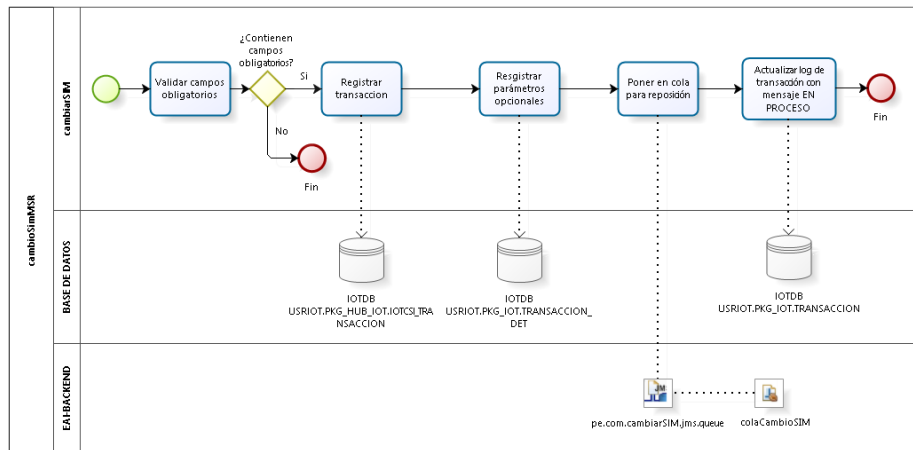 cambioSimMSR
cambiarSIM
Validar campos
obligatorios
¿Contienen
campos
obligatorios?
Si
No
Fin
Registrar
transaccion
Resgistrar
parámetros
opcionales
Poner en cola
para reposición
Actualizar log de
transacción con
mensaje EN
PROCESO
Fin
BASE DE DATOS
IOTDB
USRIOT.PKG_HUB_IOT.IOTCSI_TRA
NSACCION
IOTDB
USRIOT.PKG_IOT.TRANSACCION_
DET
IOTDB
USRIOT.PKG_IOT.TRANSACCION
EAI-BACKEND
JM
pe.com.cambiarSIM.jms.queue
colaCambioSIM